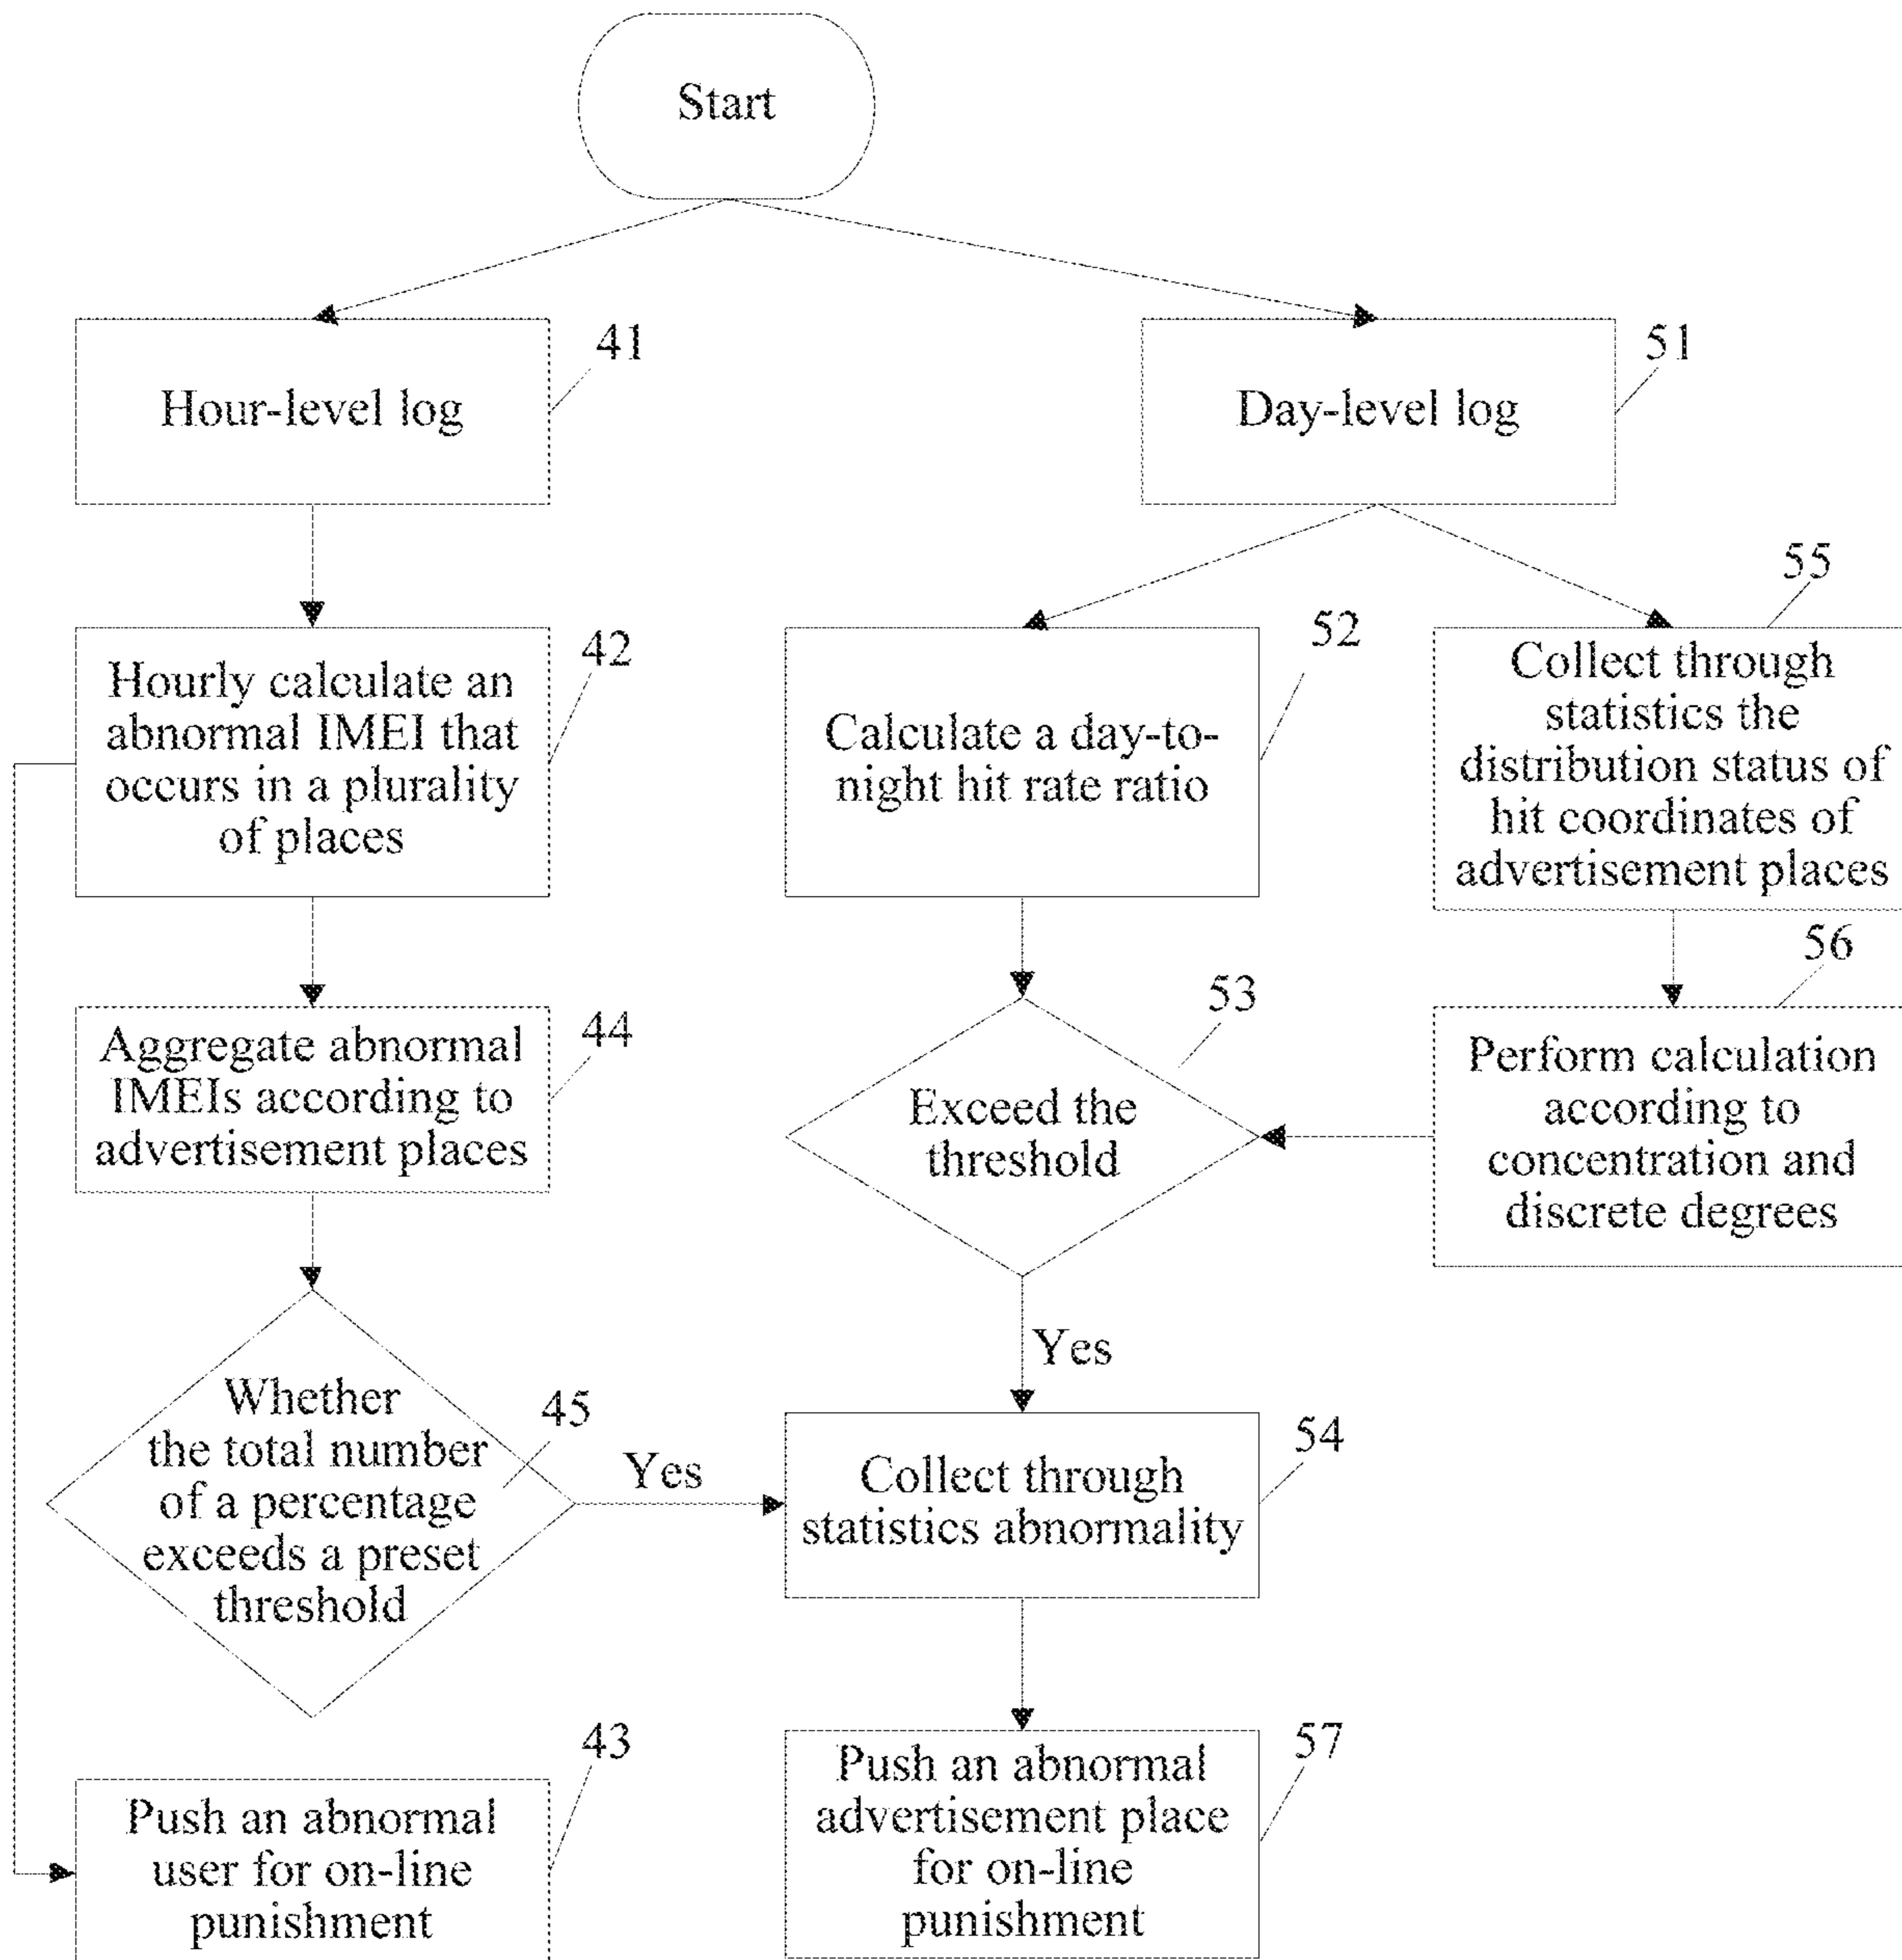 Start
Hour-level log
41
Day-level log
51
Hourly calculate an
abnormal IMEI that
occurs in a plurality
of places
42
Calculate a day-to-
night hit rate ratio
52
55
Collect through
statistics the
distribution status of
hit coordinates of
advertisement places
Aggregate abnormal
IMEIs according to
advertisement places
44
Exceed the
threshold
53
56
Perform calculation
according to
concentration and
discrete degrees
Yes
Whether
the total number
of a percentage
exceeds a preset
threshold
45
Yes
Collect through
statistics abnormality
54
Push an abnormal
user for on-line
punishment
43
Push an abnormal
advertisement place
for on-line
punishment
57